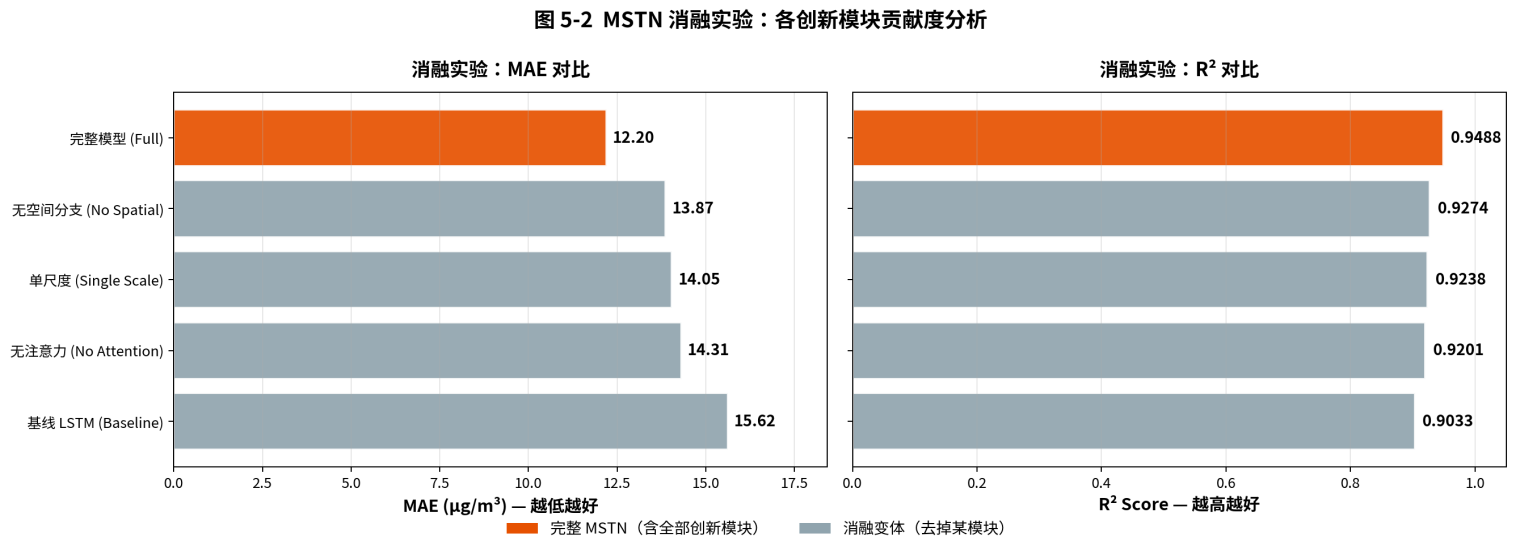 图 5-2 MSTN 消融实验：各创新模块贡献度分析
消融实验：MAE 对比
完整模型 (Full)
12.20
无空间分支 (No Spatial)
13.87
单尺度 (Single Scale)
14.05
无注意力 (No Attention)
14.31
基线 LSTM (Baseline)
15.62
0.0 2.5 5.0 7.5 10.0 12.5 15.0 17.5
MAE (μg/m³) — 越低越好
消融实验：R² 对比
0.9488
0.9274
0.9238
0.9201
0.9033
0.0 0.2 0.4 0.6 0.8 1.0
R² Score — 越高越好
完整 MSTN（含全部创新模块） 消融变体（去掉某模块）